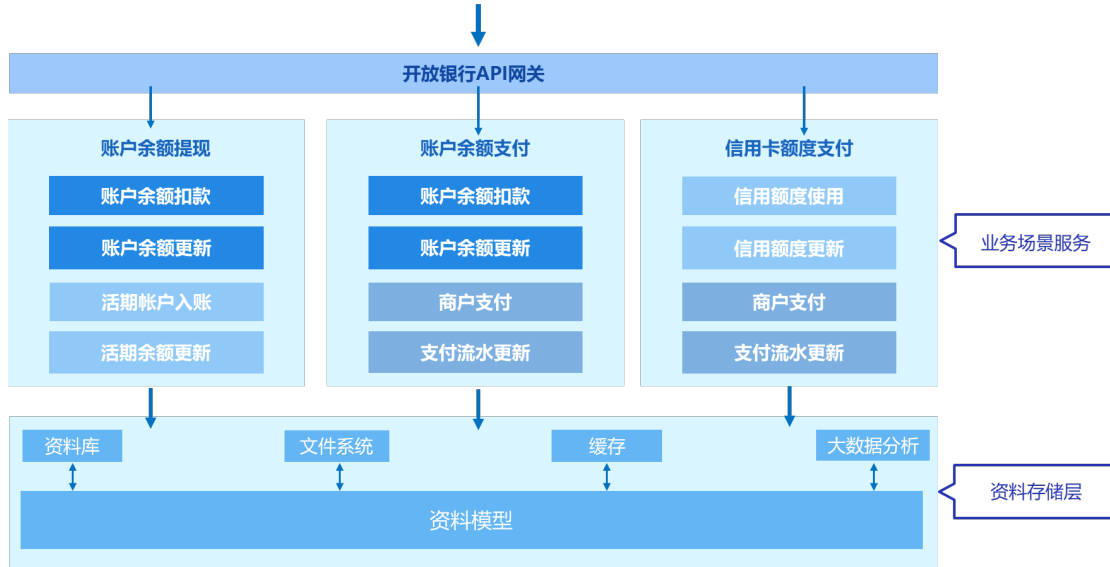 开放银行API网关
账户余额提现
账户余额支付
信用卡额度支付
账户余额扣款
账户余额扣款
信用额度使用
账户余额更新
账户余额更新
信用额度更新
业务场景服务
活期帐户入账
商户支付
商户支付
活期余额更新
支付流水更新
支付流水更新
资料库
文件系统
缓存
大数据分析
资料存储层
资料模型